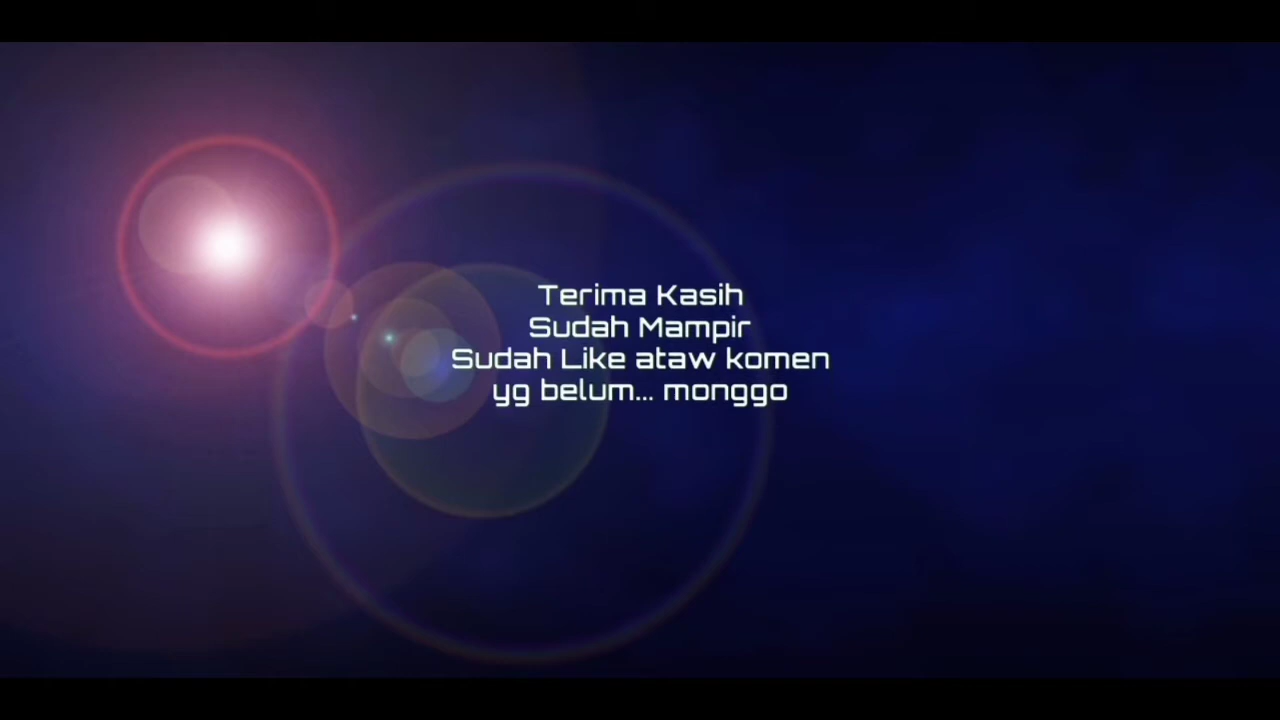 Terima Kasih
Sudah Mampir
Sudah Like ataw komen
yg belum... monggo